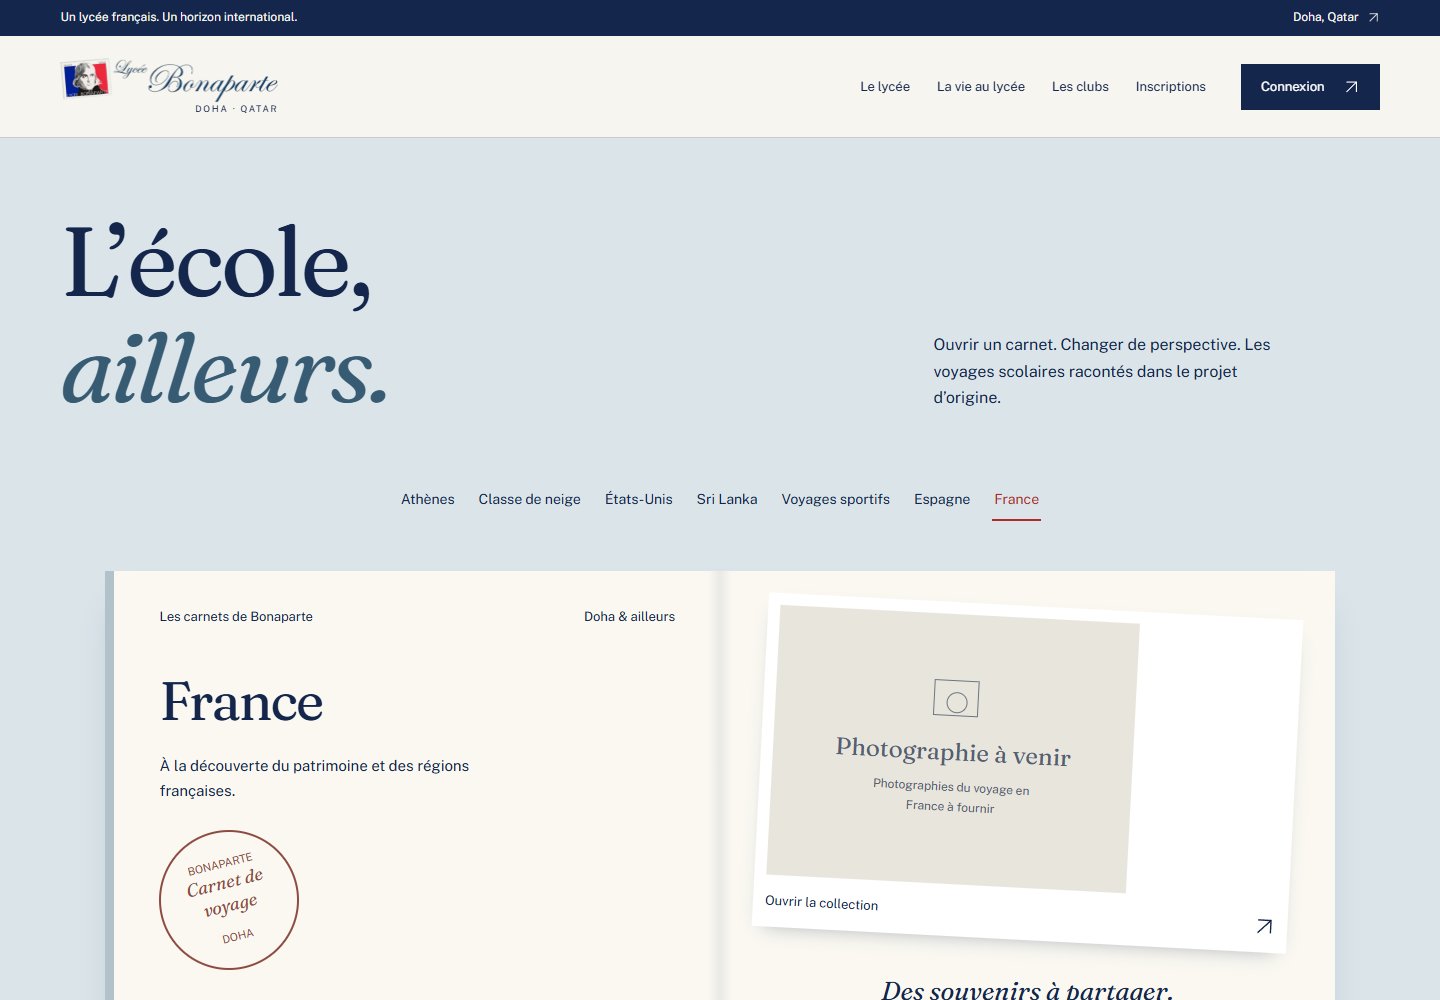 Un lycée français. Un horizon international.
Doha, Qatar
Lycée Bonaparte
DOHA · QATAR
Le lycée
La vie au lycée
Les clubs
Inscriptions
Connexion
L’école,
ailleurs.
Ouvrir un carnet. Changer de perspective. Les
voyages scolaires racontés dans le projet
d’origine.
Athènes
Classe de neige
États-Unis
Sri Lanka
Voyages sportifs
Espagne
France
Les carnets de Bonaparte
Doha & ailleurs
France
À la découverte du patrimoine et des régions
françaises.
BONAPARTE
Carnet de
voyage
DOHA
Photographie à venir
Photographies du voyage en
France à fournir
Ouvrir la collection
Des souvenirs à partager.